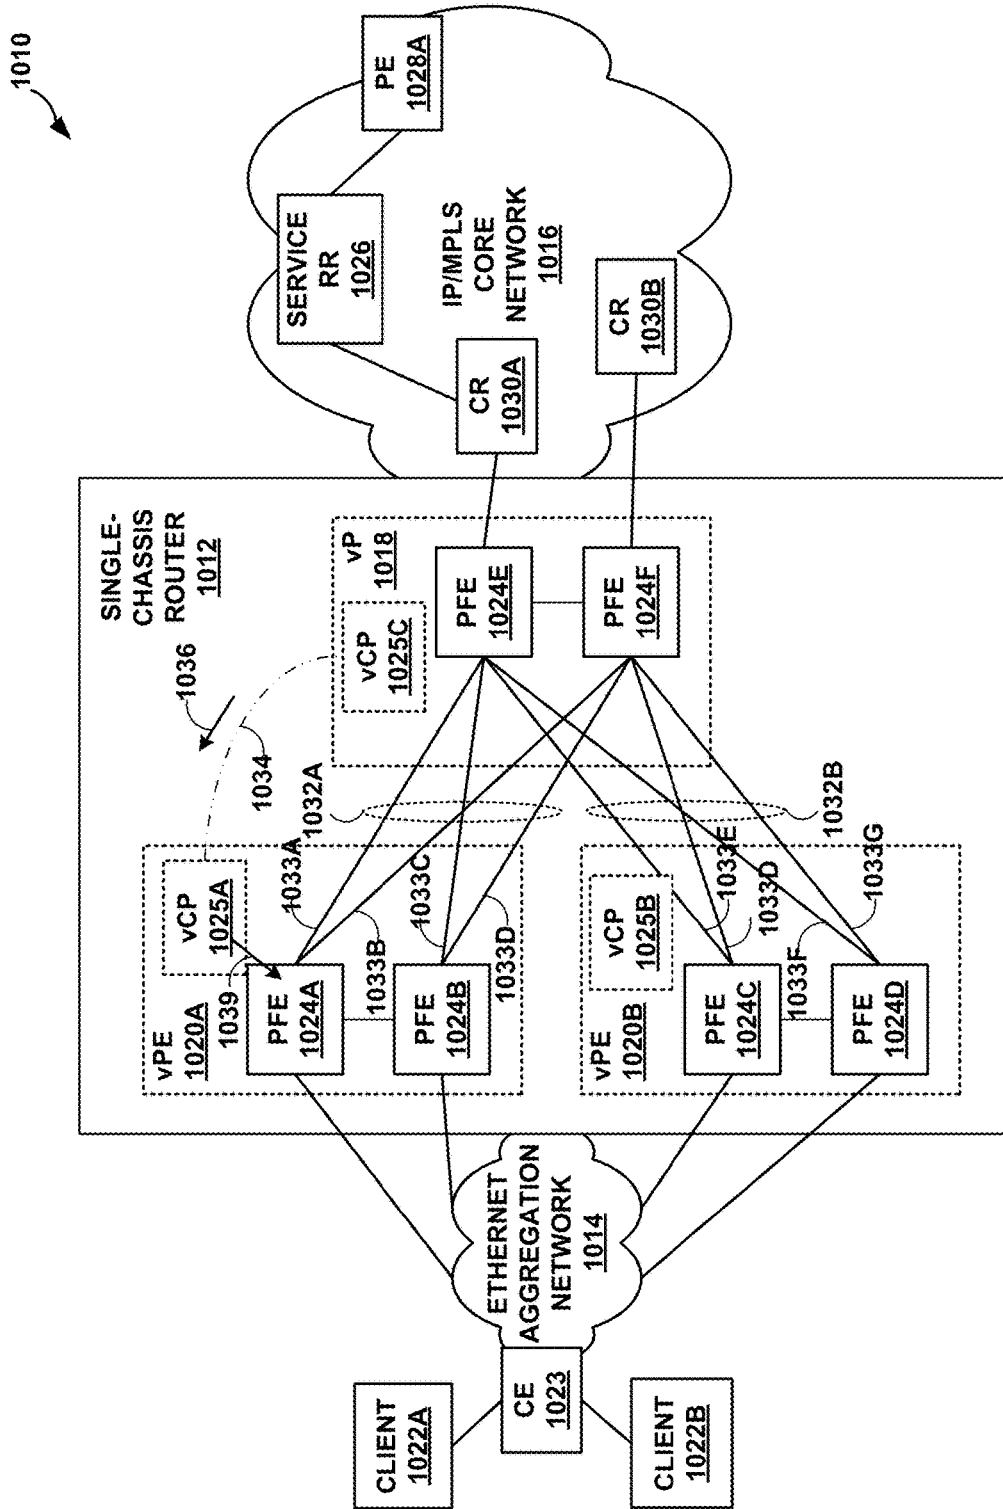 1010
SINGLE-
CHASSIS
ROUTER
1012
SERVICE
RR
1026
PE
1028A
IP/MPLS
CORE
NETWORK
1016
CR
1030A
CR
1030B
vP
1018
vCP
1025C
PFE
1024E
PFE
1024F
1036
1034
1032A
1032B
vPE
1020A
vCP
1025A
1039
PFE
1024A
PFE
1024B
1033A
1033B
1033C
1033D
vPE
1020B
vCP
1025B
PFE
1024C
PFE
1024D
1033E
1033D
1033F
1033G
ETHERNET
AGGREGATION
NETWORK
1014
CE
1023
CLIENT
1022A
CLIENT
1022B